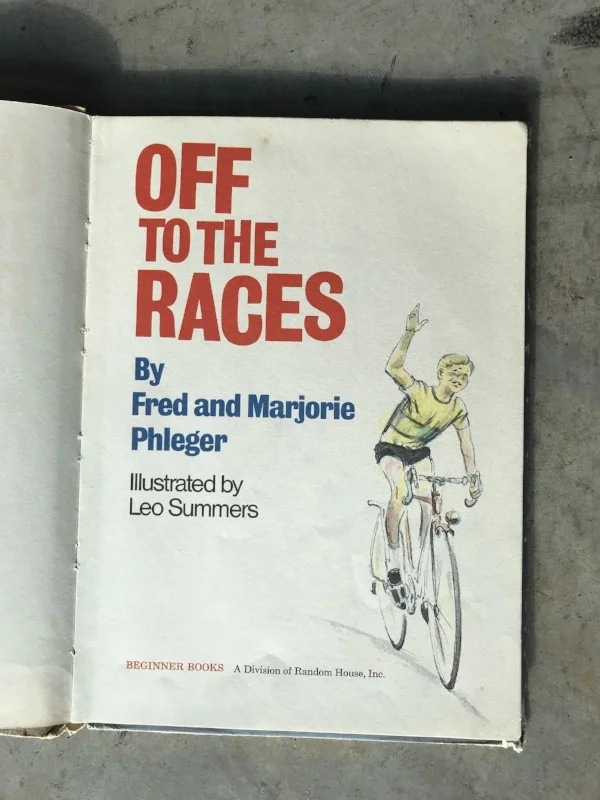 OFF
TO THE
RACES
By
Fred and Marjorie
Phleger
Illustrated by
Leo Summers
BEGINNER BOOKS A Division of Random House, Inc.